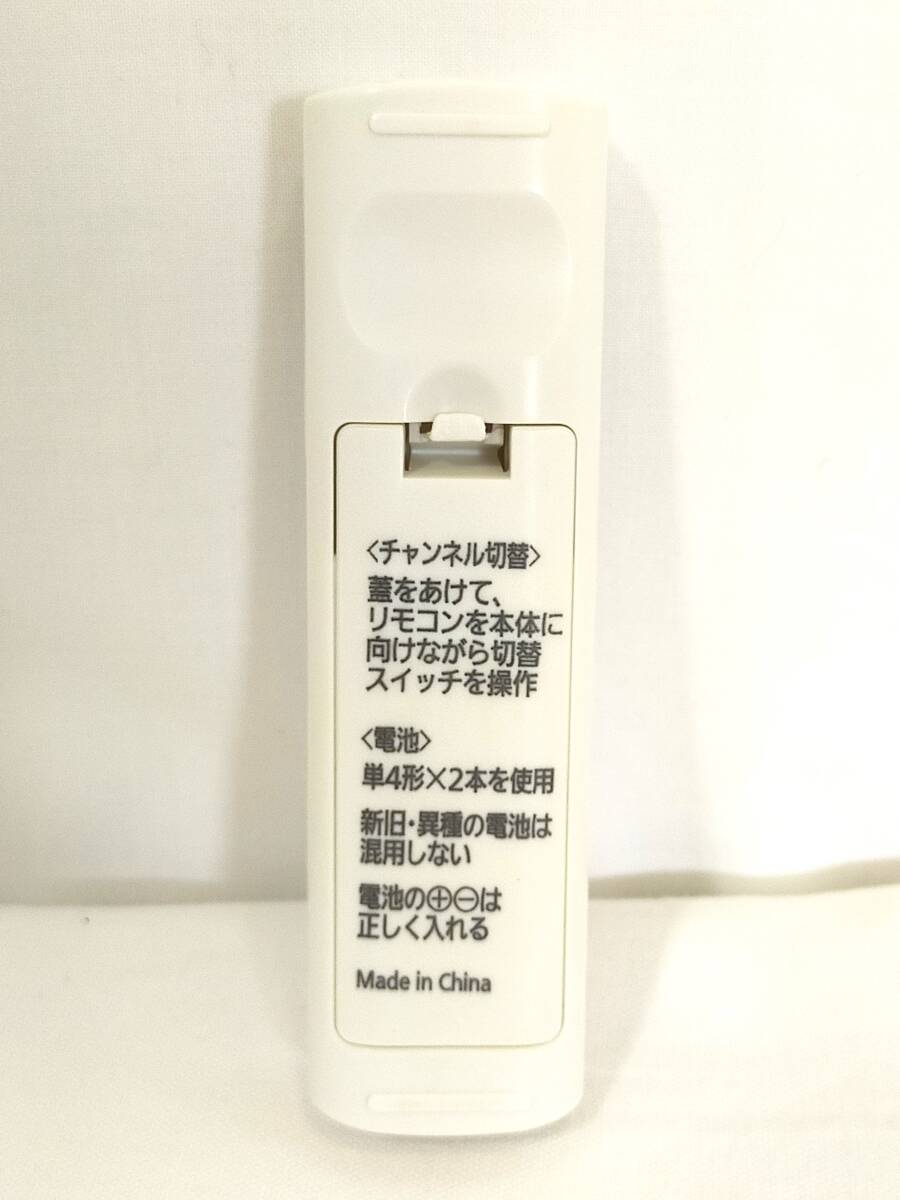 〈チャンネル切替〉
蓋をあけて、
リモコンを本体に
向けながら切替
スイッチを操作
〈電池〉
単4形×2本を使用
新旧・異種の電池は
混用しない
電池の⊕⊖は
正しく入れる
Made in China